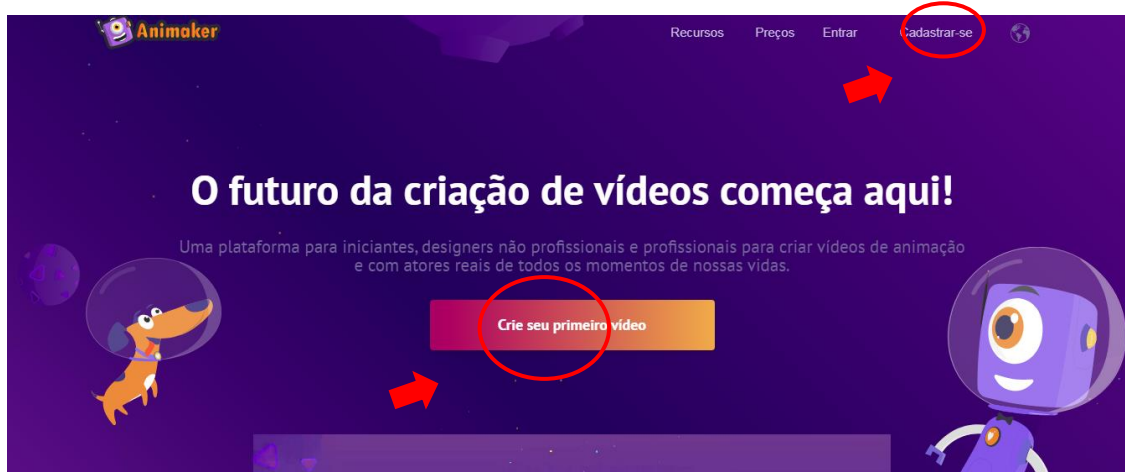 Animaker
Recursos Preços Entrar Cadastrar-se
O futuro da criação de vídeos começa aqui!
Uma plataforma para iniciantes, designers não profissionais e profissionais para criar vídeos de animação
e com atores reais de todos os momentos de nossas vidas.
Crie seu primeiro vídeo